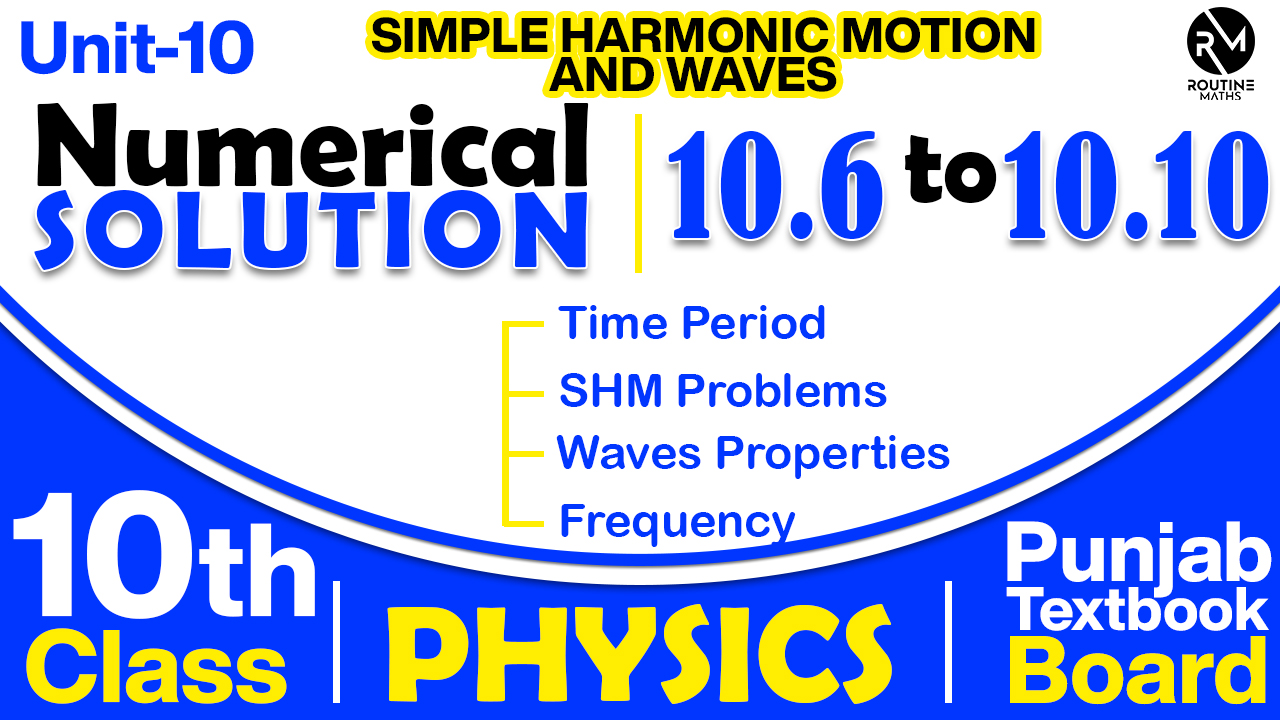 Unit-10
SIMPLE HARMONIC MOTION
AND WAVES
RM
ROUTINE
MATHS
Numerical
SOLUTION
10.6 to 10.10
Time Period
SHM Problems
Waves Properties
Frequency
10th
Class
PHYSICS
Punjab
Textbook
Board